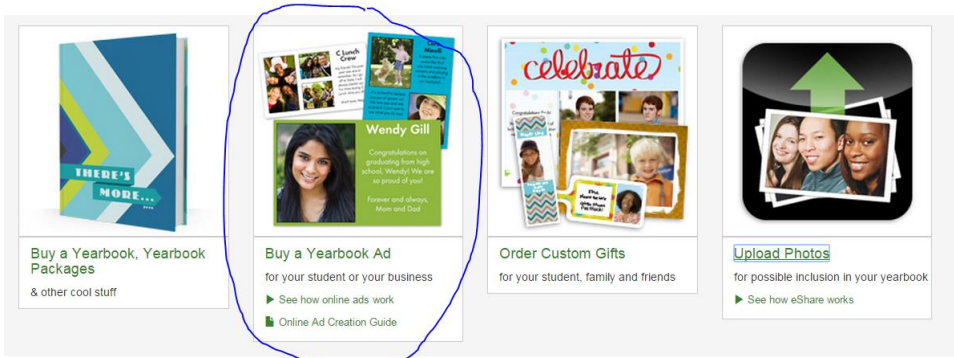 THERE'S
MORE...
Buy a Yearbook, Yearbook
Packages
& other cool stuff
C Lunch
Crew
Wendy Gill
Congratulations on
graduating from high
school, Wendy! We are
so proud of you!
Forever and always,
Mom and Dad
Buy a Yearbook Ad
for your student or your business
See how online ads work
Online Ad Creation Guide
celebrate
Order Custom Gifts
for your student, family and friends
Upload Photos
for possible inclusion in your yearbook
See how eShare works